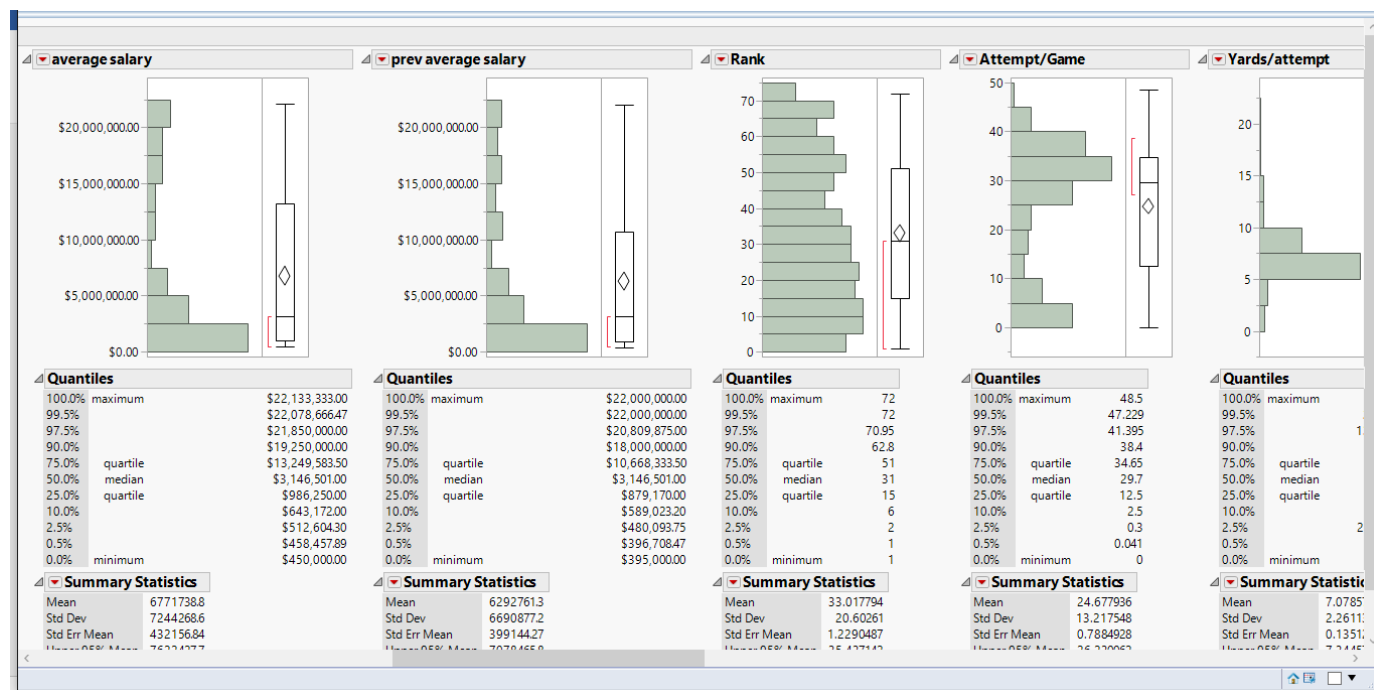 average salary
$20,000,000.00
$15,000,000.00
$10,000,000.00
$5,000,000.00
$0.00
Quantiles
100.0% maximum $22,133,333.00
99.5% $22,078,666.47
97.5% $21,850,000.00
90.0% $19,250,000.00
75.0% quartile $13,249,583.50
50.0% median $3,146,501.00
25.0% quartile $986,250.00
10.0% $643,172.00
2.5% $512,604.30
0.5% $458,457.89
0.0% minimum $450,000.00
Summary Statistics
Mean 6771738.8
Std Dev 7244268.6
Std Err Mean 432156.84
prev average salary
$20,000,000.00
$15,000,000.00
$10,000,000.00
$5,000,000.00
$0.00
Quantiles
100.0% maximum $22,000,000.00
99.5% $22,000,000.00
97.5% $20,809,875.00
90.0% $18,000,000.00
75.0% quartile $10,668,333.50
50.0% median $3,146,501.00
25.0% quartile $879,170.00
10.0% $589,023.20
2.5% $480,093.75
0.5% $396,708.47
0.0% minimum $395,000.00
Summary Statistics
Mean 6292761.3
Std Dev 6690877.2
Std Err Mean 399144.27
Rank
70
60
50
40
30
20
10
0
Quantiles
100.0% maximum 72
99.5% 72
97.5% 70.95
90.0% 62.8
75.0% quartile 51
50.0% median 31
25.0% quartile 15
10.0% 6
2.5% 2
0.5% 1
0.0% minimum 1
Summary Statistics
Mean 33.017794
Std Dev 20.60261
Std Err Mean 1.2290487
Attempt/Game
50
40
30
20
10
0
Quantiles
100.0% maximum 48.5
99.5% 47.229
97.5% 41.395
90.0% 38.4
75.0% quartile 34.65
50.0% median 29.7
25.0% quartile 12.5
10.0% 2.5
2.5% 0.3
0.5% 0.041
0.0% minimum 0
Summary Statistics
Mean 24.677936
Std Dev 13.217548
Std Err Mean 0.7884928
Yards/attempt
20
15
10
5
0
Quantiles
100.0% maximum
99.5%
97.5% 1
90.0%
75.0% quartile
50.0% median
25.0% quartile
10.0%
2.5% 2
0.5%
0.0% minimum
Summary Statistic
Mean 7.0785
Std Dev 2.2611
Std Err Mean 0.1351